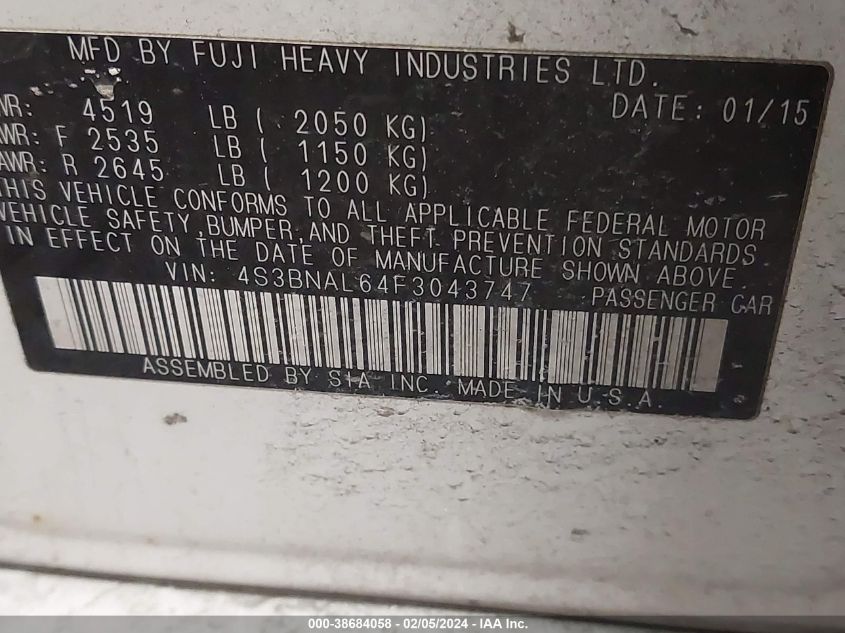 MFD BY FUJI HEAVY INDUSTRIES LTD.
DATE: 01/15
WR: 4519 LB ( 2050 KG)
AWR: F 2535 LB ( 1150 KG)
AWR: R 2645 LB ( 1200 KG)
THIS VEHICLE CONFORMS TO ALL APPLICABLE FEDERAL MOTOR
VEHICLE SAFETY,BUMPER,AND THEFT PREVENTION STANDARDS
IN EFFECT ON THE DATE OF MANUFACTURE SHOWN ABOVE.
VIN: 4S3BNAL64F3043747 PASSENGER CAR
ASSEMBLED BY SIA INC. MADE IN U.S.A.
000-38684058 - 02/05/2024 - IAA Inc.